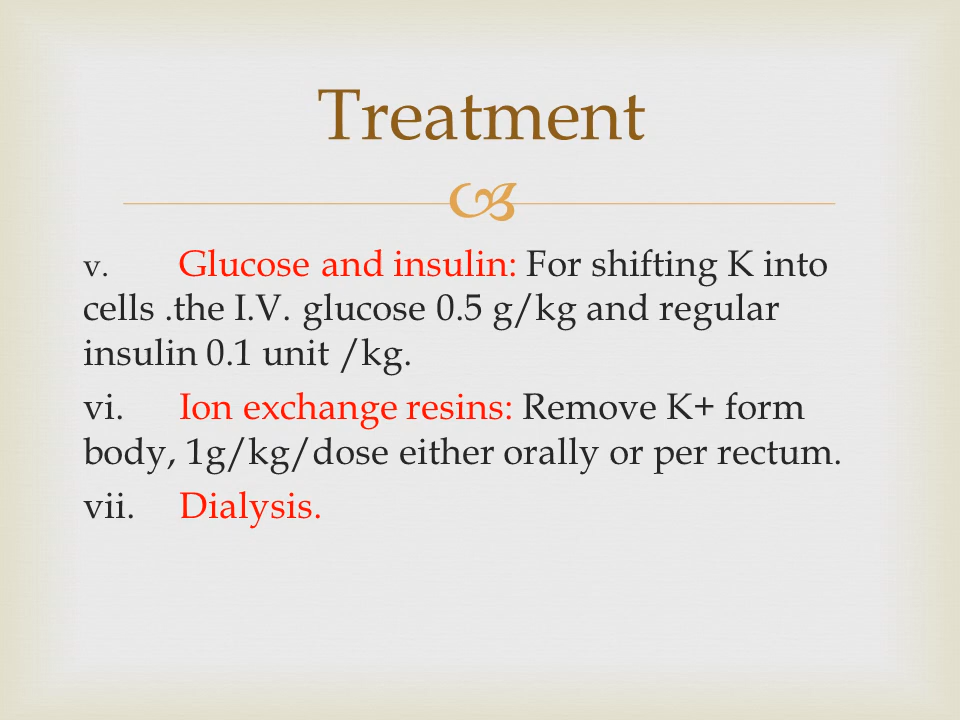 Treatment
v. Glucose and insulin: For shifting K into
cells .the I.V. glucose 0.5 g/kg and regular
insulin 0.1 unit /kg.
vi. Ion exchange resins: Remove K+ form
body, 1g/kg/dose either orally or per rectum.
vii. Dialysis.